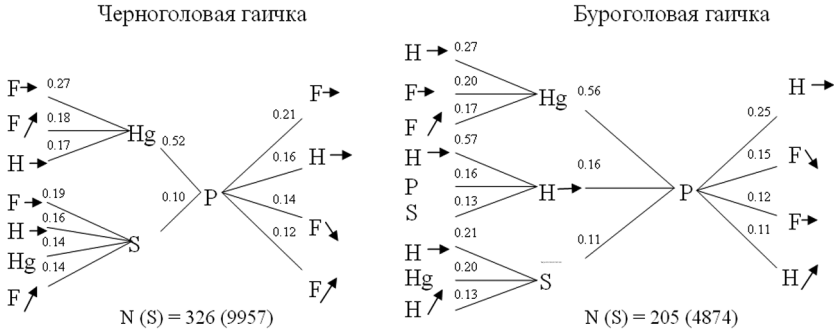 Черноголовая гаичка
F→ 0.27
F↗ 0.18
H→ 0.17
Hg 0.52
F→ 0.19
H→ 0.16
Hg 0.14
F↗ 0.14
S 0.10
P
0.21 F→
0.16 H→
0.14 F↘
0.12 F↗
N (S) = 326 (9957)
Буроголовая гаичка
H→ 0.27
F→ 0.20
F↗ 0.17
Hg 0.56
H→ 0.57
P 0.16
S 0.13
H→ 0.16
H→ 0.21
Hg 0.20
H↗ 0.13
S 0.11
P
0.25 H→
0.15 F↘
0.12 F→
0.11 H↗
N (S) = 205 (4874)